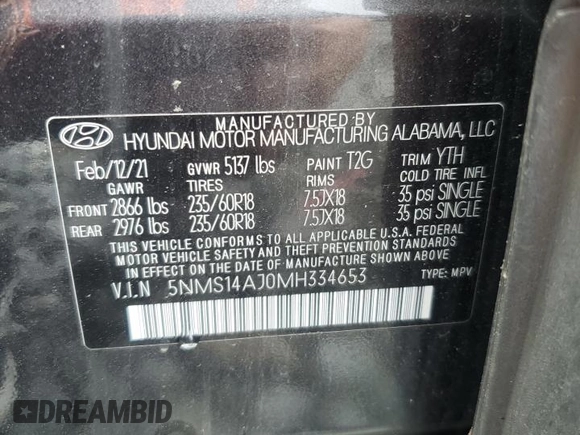 MANUFACTURED BY
HYUNDAI MOTOR MANUFACTURING ALABAMA, LLC
Feb/12/21 GVWR 5137 lbs PAINT T2G TRIM YTH
GAWR TIRES RIMS COLD TIRE INFL
FRONT 2866 lbs 235/60R18 7.5JX18 35 psi SINGLE
REAR 2976 lbs 235/60R18 7.5JX18 35 psi SINGLE
THIS VEHICLE CONFORMS TO ALL APPLICABLE U.S.A. FEDERAL
MOTOR VEHICLE SAFETY AND THEFT PREVENTION STANDARDS
IN EFFECT ON THE DATE OF MANUFACTURE SHOWN ABOVE.
V.I.N 5NMS14AJ0MH334653 TYPE: MPV
DREAMBID